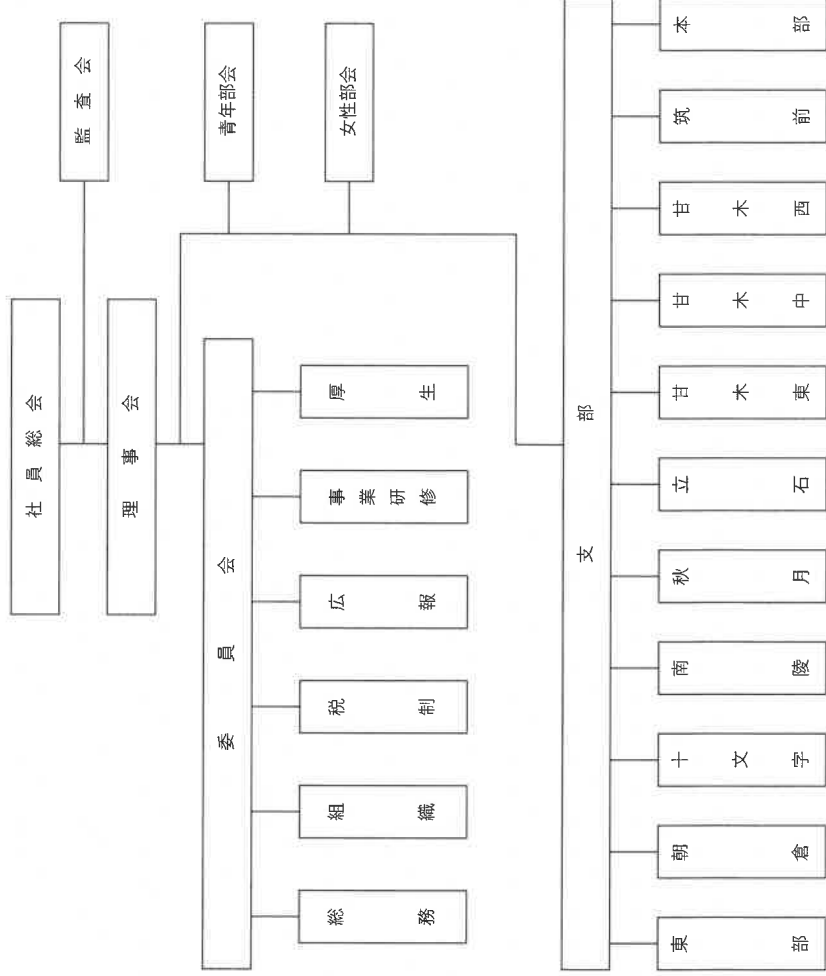 社員総会
監査会
理事会
青年部会
女性部会
委員会
総務
組織
税制
広報
事業研修
厚生
支部
東部
朝倉
十文字
南陵
秋月
立石
甘木東
甘木中
甘木西
筑前
本部